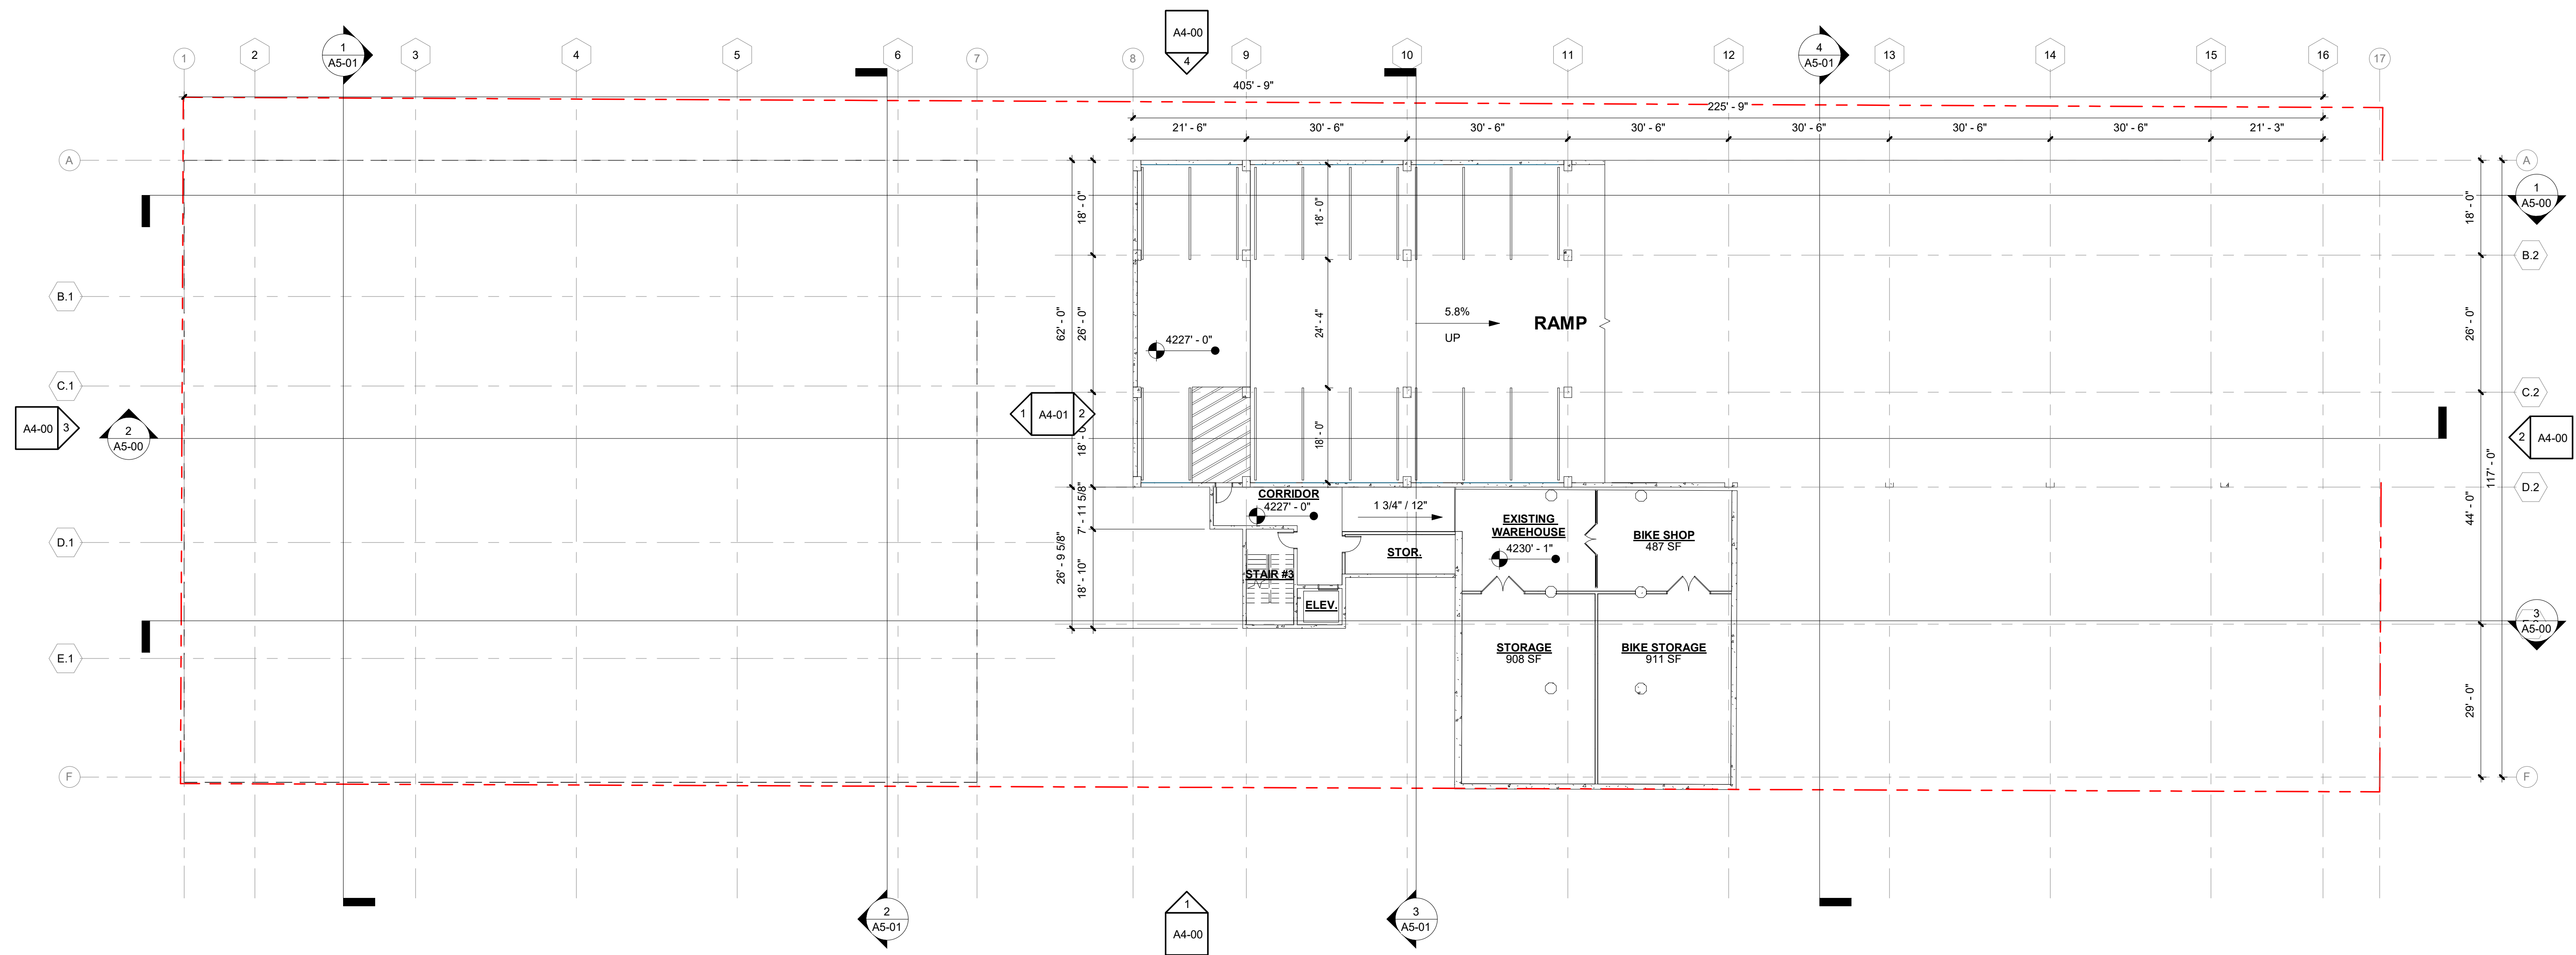 A4-00
4
1
2
1
A5-01
3
4
5
6
7
8
9
10
11
12
4
A5-01
13
14
15
16
17
405' - 9"
225' - 9"
21' - 6"
30' - 6"
30' - 6"
30' - 6"
30' - 6"
30' - 6"
30' - 6"
21' - 3"
A
A
1
A5-00
18' - 0"
18' - 0"
18' - 0"
B.2
B.1
62' - 0"
26' - 0"
24' - 4"
26' - 0"
5.8%
UP
RAMP
4227' - 0"
C.1
C.2
A4-00
3
2
A5-00
1
A4-01
2
18' - 0"
18' - 0"
2
A4-00
117' - 0"
D.2
44' - 0"
CORRIDOR
4227' - 0"
1 3/4" / 12"
7' - 11 5/8"
26' - 9 5/8"
18' - 10"
EXISTING
WAREHOUSE
4230' - 1"
BIKE SHOP
487 SF
D.1
STOR.
STAIR #3
ELEV.
3
A5-00
E.1
STORAGE
908 SF
BIKE STORAGE
911 SF
29' - 0"
F
F
2
A5-01
1
A4-00
3
A5-01